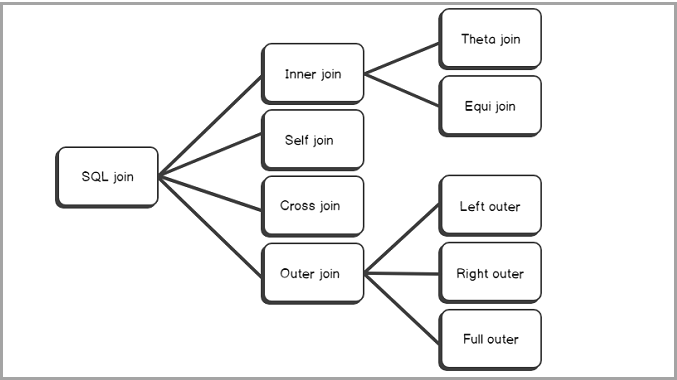 SQL join
Inner join
Self join
Cross join
Outer join
Theta join
Equi join
Left outer
Right outer
Full outer